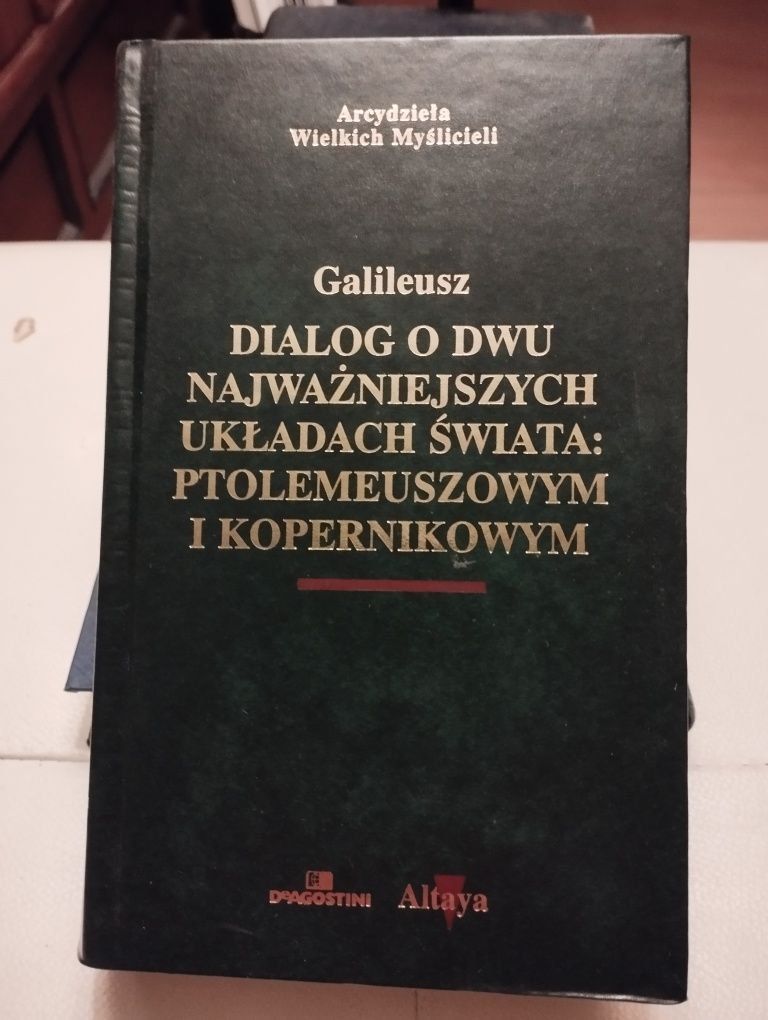 Arcydzieła
Wielkich Myślicieli
Galileusz
DIALOG O DWU
NAJWAŻNIEJSZYCH
UKŁADACH ŚWIATA:
PTOLEMEUSZOWYM
I KOPERNIKOWYM
DeAGOSTINI Altaya